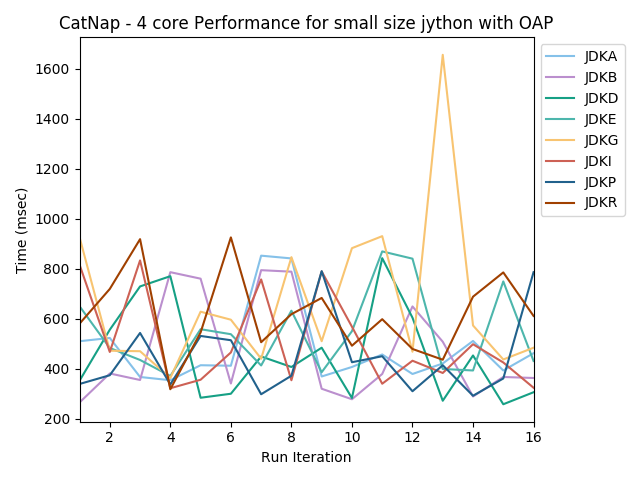 CatNap - 4 core Performance for small size jython with OAP
Time (msec)
1600
1400
1200
1000
800
600
400
200
2 4 6 8 10 12 14 16
Run Iteration
JDKA
JDKB
JDKD
JDKE
JDKG
JDKI
JDKP
JDKR